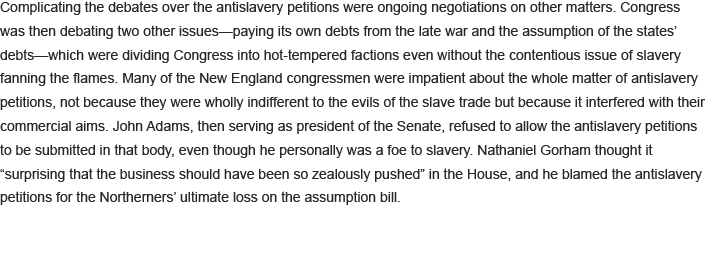 Complicating the debates over the antislavery petitions were ongoing negotiations on other matters. Congress
was then debating two other issues—paying its own debts from the late war and the assumption of the states’
debts—which were dividing Congress into hot-tempered factions even without the contentious issue of slavery
fanning the flames. Many of the New England congressmen were impatient about the whole matter of antislavery
petitions, not because they were wholly indifferent to the evils of the slave trade but because it interfered with their
commercial aims. John Adams, then serving as president of the Senate, refused to allow the antislavery petitions
to be submitted in that body, even though he personally was a foe to slavery. Nathaniel Gorham thought it
“surprising that the business should have been so zealously pushed” in the House, and he blamed the antislavery
petitions for the Northerners’ ultimate loss on the assumption bill.